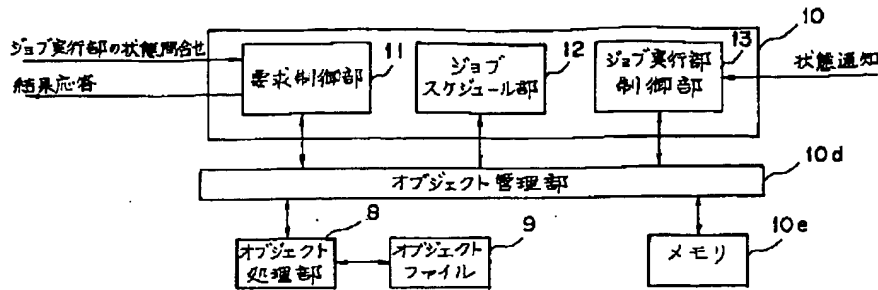 10
ジョブ実行部の状態問合せ
結果応答
要求制御部
11
ジョブ
スケジュール部
12
ジョブ実行部
制御部
13
状態通知
オブジェクト管理部
10d
オブジェクト
処理部
8
オブジェクト
ファイル
9
メモリ
10e